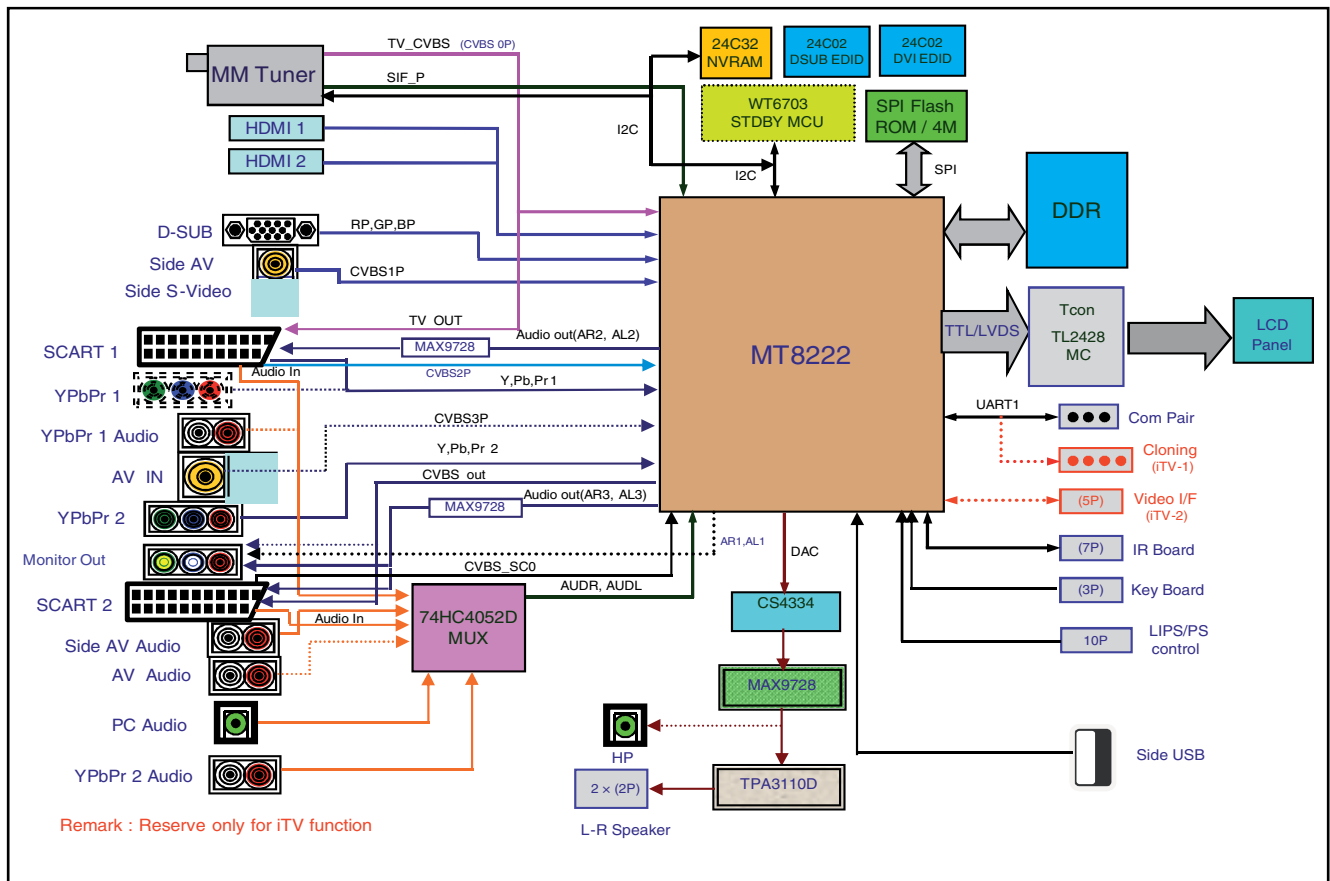 TV_CVBS (CVBS 0P)
MM Tuner
SIF_P
24C32
NVRAM
24C02
DSUB EDID
24C02
DVI EDID
WT6703
STDBY MCU
SPI Flash
ROM / 4M
I2C
I2C
SPI
HDMI 1
HDMI 2
DDR
D-SUB
RP,GP,BP
Side AV
CVBS1P
Side S-Video
TV OUT
Audio out(AR2, AL2)
MAX9728
SCART 1
Audio In
CVBS2P
Y,Pb,Pr 1
MT8222
TTL/LVDS
Tcon
TL2428
MC
LCD
Panel
YPbPr 1
YPbPr 1 Audio
CVBS3P
UART1
Com Pair
AV IN
Y,Pb,Pr 2
CVBS out
Cloning
(iTV-1)
Audio out(AR3, AL3)
MAX9728
(5P)
Video I/F
(iTV-2)
YPbPr 2
AR1,AL1
DAC
(7P)
IR Board
Monitor Out
CVBS_SC0
AUDR, AUDL
(3P)
Key Board
SCART 2
Audio In
74HC4052D
MUX
CS4334
10P
LIPS/PS
control
Side AV Audio
AV Audio
MAX9728
PC Audio
HP
Side USB
YPbPr 2 Audio
2 × (2P)
TPA3110D
L-R Speaker
Remark : Reserve only for iTV function